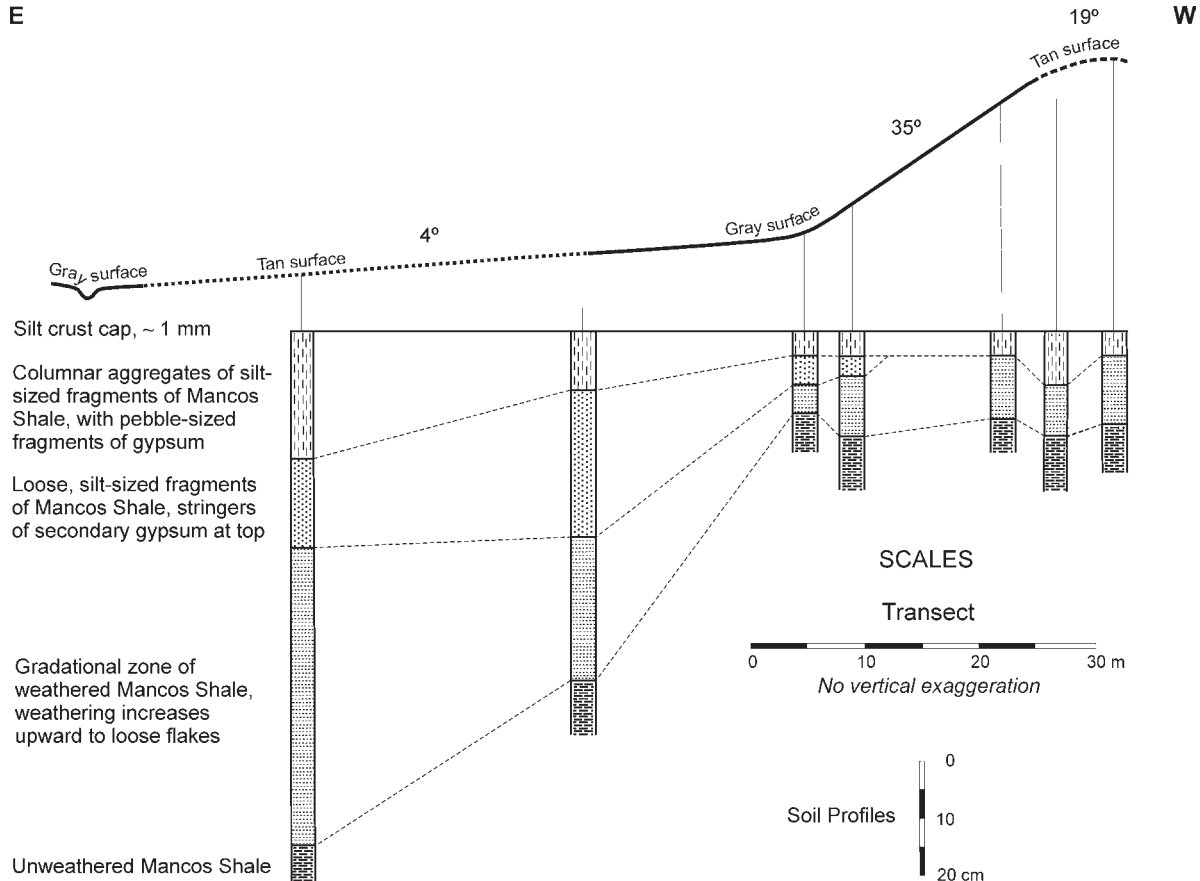 E
W
19º
Tan surface
35º
Gray surface
4º
Tan surface
Gray surface
Silt crust cap, ~ 1 mm
Columnar aggregates of silt-
sized fragments of Mancos
Shale, with pebble-sized
fragments of gypsum
Loose, silt-sized fragments
of Mancos Shale, stringers
of secondary gypsum at top
Gradational zone of
weathered Mancos Shale,
weathering increases
upward to loose flakes
Unweathered Mancos Shale
SCALES
Transect
0 10 20 30 m
No vertical exaggeration
Soil Profiles
0
10
20 cm